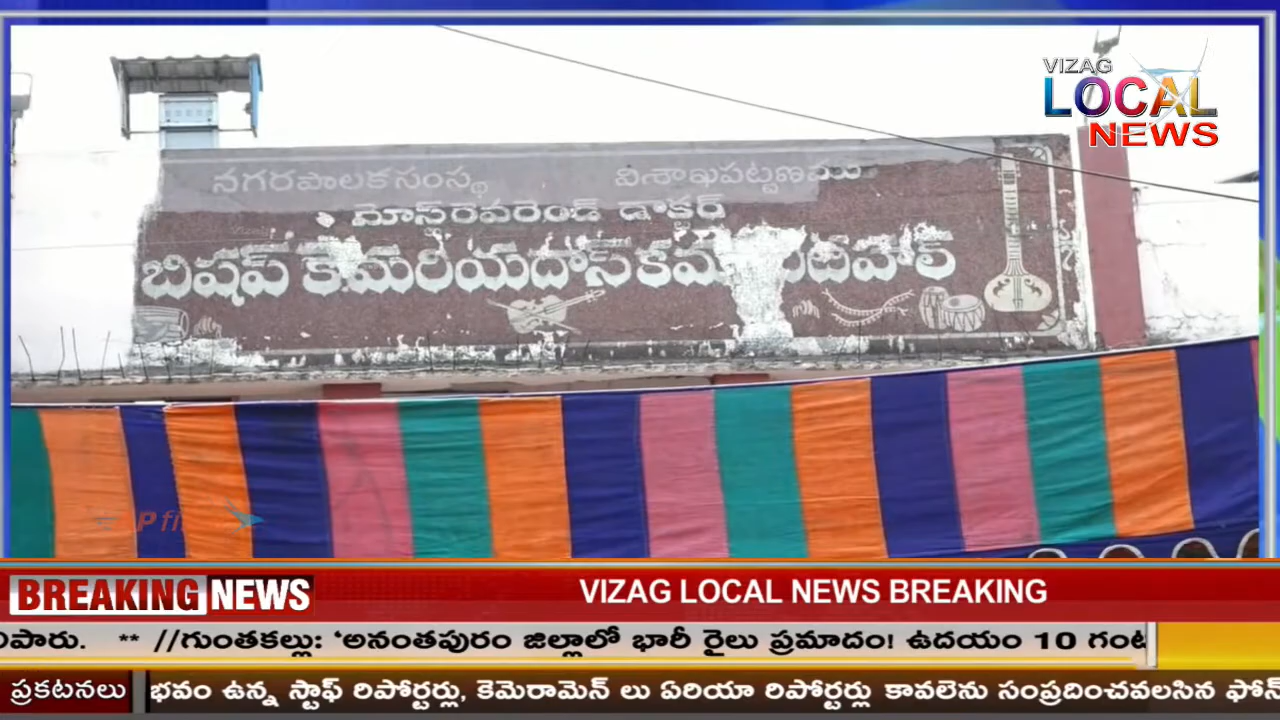 VIZAG
LOCAL
NEWS
నగరపాలకసంస్థ విశాఖపట్టణము
మోస్ట్‌రెవరెండ్ డాక్టర్
బిషప్ కె.మరియదాస్
BREAKING NEWS
VIZAG LOCAL NEWS BREAKING
పారు. ** //గుంతకల్లు: 'అనంతపురం జిల్లాలో భారీ రైలు ప్రమాదం! ఉదయం 10 గంట
ప్రకటనలు
భవం ఉన్న స్టాఫ్ రిపోర్టర్లు, కెమెరామెన్ లు ఏరియా రిపోర్టర్లు కావలెను సంప్రదించవలసిన ఫోన్